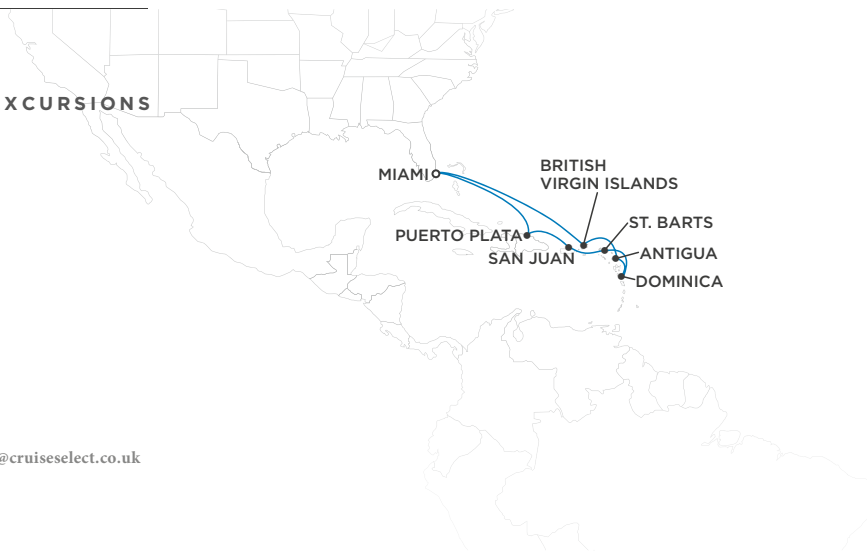 XCURSIONS
BRITISH
VIRGIN ISLANDS
MIAMI
ST. BARTS
PUERTO PLATA
ANTIGUA
SAN JUAN
DOMINICA
@cruiseselect.co.uk